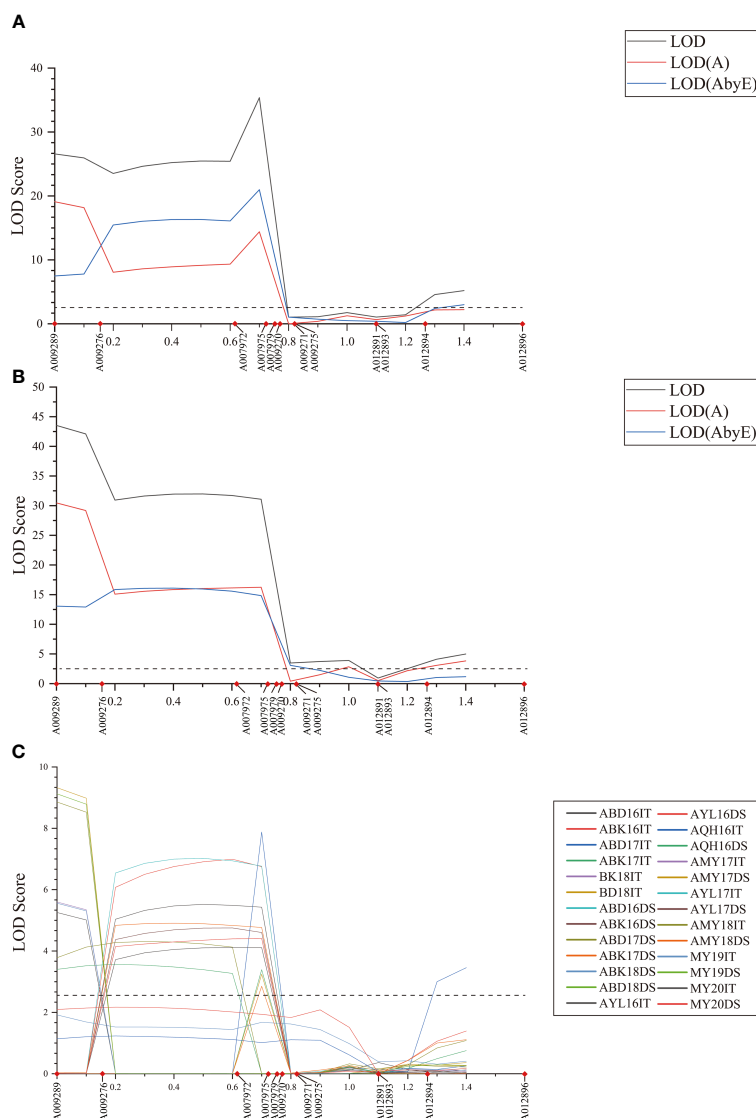 A
LOD
LOD(A)
LOD(AbyE)
LOD Score
40
30
20
10
0
0.2
0.4
0.6
0.8
1.0
1.2
1.4
A009289
A009276
A007972
A007975
A007979
A009270
A009271
A009275
A012891
A012893
A012894
A012896
B
LOD
LOD(A)
LOD(AbyE)
LOD Score
50
45
40
35
30
25
20
15
10
5
0
0.2
0.4
0.6
0.8
1.0
1.2
1.4
A009289
A009276
A007972
A007975
A007979
A009270
A009271
A009275
A012891
A012893
A012894
A012896
C
LOD Score
10
8
6
4
2
0
0.2
0.4
0.6
0.8
1.0
1.2
1.4
A009289
A009276
A007972
A007975
A007979
A009270
A009271
A009275
A012891
A012893
A012894
A012896
ABD16IT AYL16DS
ABK16IT AQH16IT
ABD17IT AQH16DS
ABK17IT AMY17IT
BK18IT AMY17DS
BD18IT AYL17IT
ABD16DS AYL17DS
ABK16DS AMY18IT
ABD17DS AMY18DS
ABK17DS MY19IT
ABK18DS MY19DS
ABD18DS MY20IT
AYL16IT MY20DS